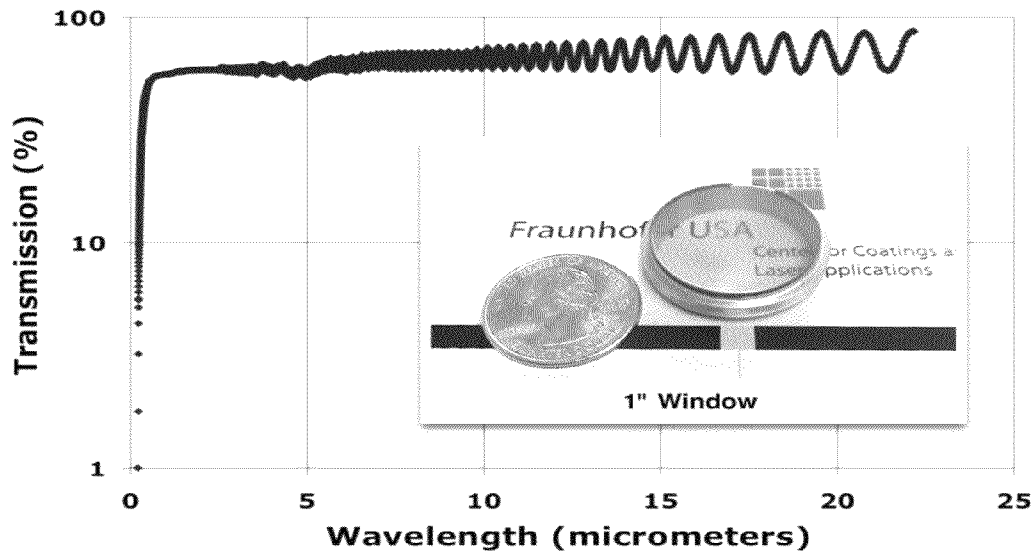 100
10
1
Transmission (%)
0 5 10 15 20 25
Wavelength (micrometers)
Fraunhofer USA
Center for Coatings a
Laser Applications
1" Window